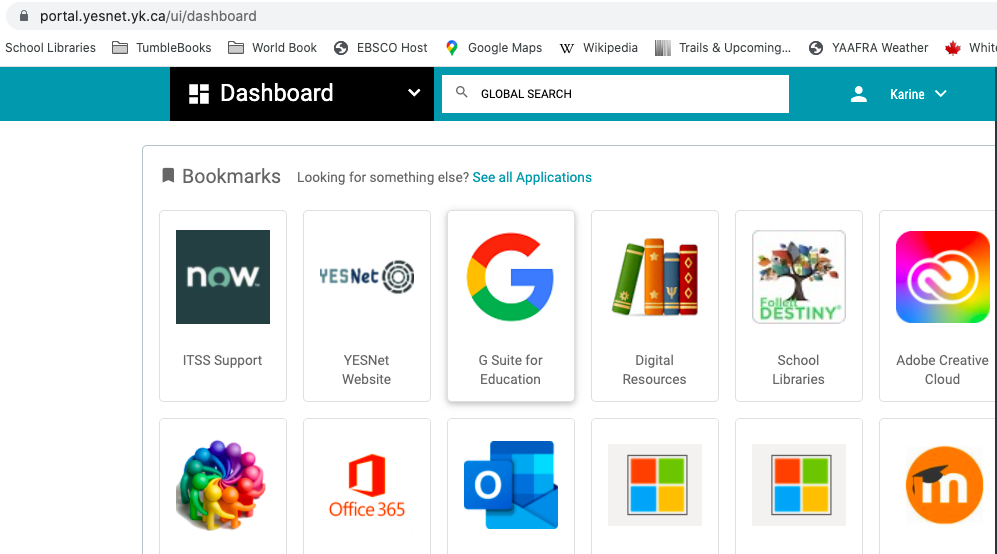 portal.yesnet.yk.ca/ui/dashboard
School Libraries TumbleBooks World Book EBSCO Host Google Maps W Wikipedia Trails & Upcoming... YAAFRA Weather White
Dashboard GLOBAL SEARCH Karine
Bookmarks Looking for something else? See all Applications
now YESNet G Follett DESTINY
ITSS Support YESNet Website G Suite for Education Digital Resources School Libraries Adobe Creative Cloud
Office 365 O m